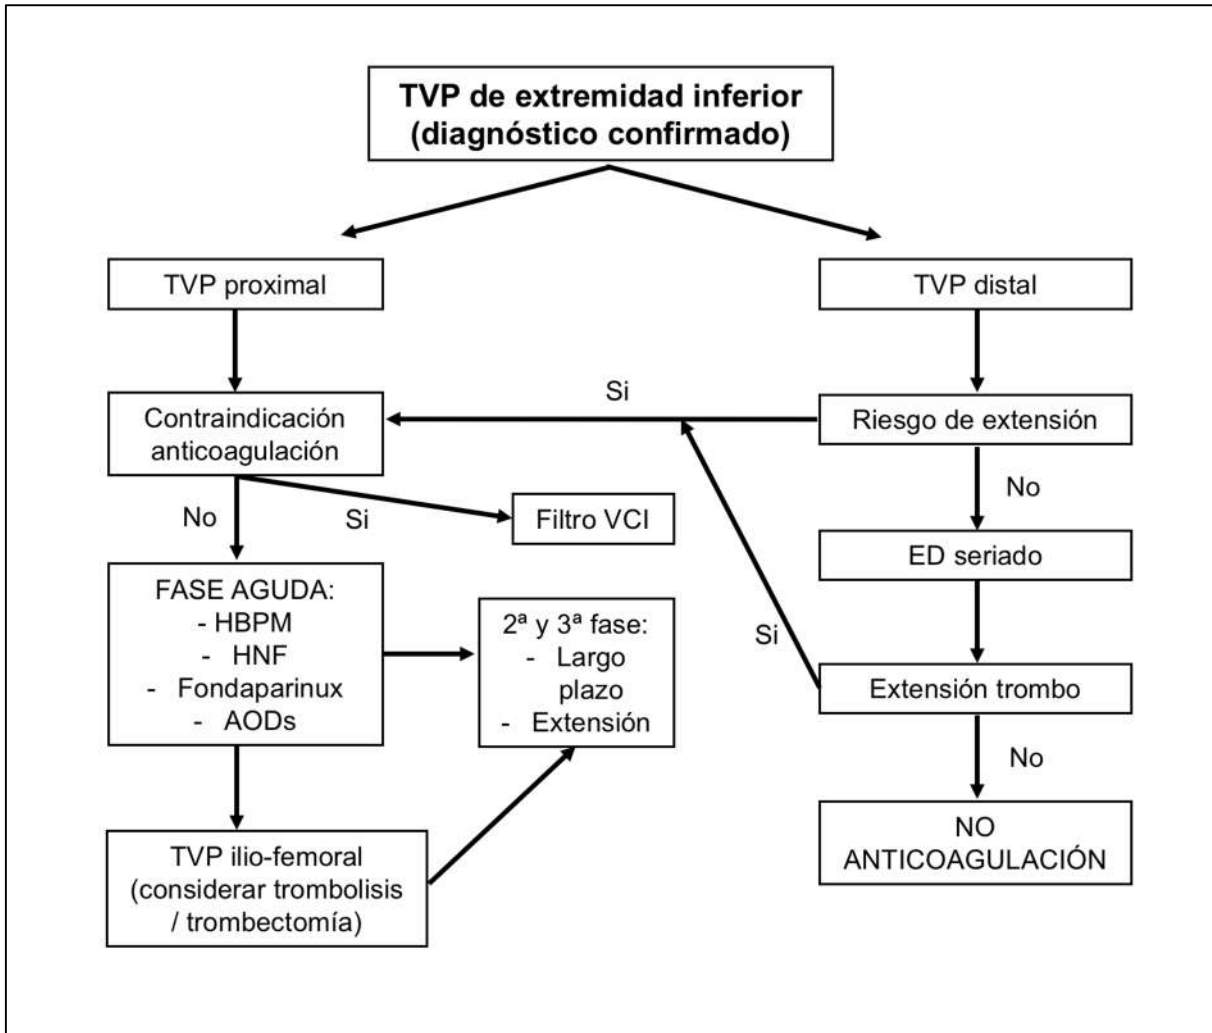 TVP de extremidad inferior
(diagnóstico confirmado)
TVP proximal
TVP distal
Si
Contraindicación
anticoagulación
Riesgo de extensión
No
Si
Filtro VCI
No
ED seriado
FASE AGUDA:
- HBPM
- HNF
- Fondaparinux
- AODs
2ª y 3ª fase:
- Largo
plazo
- Extensión
Si
Extensión trombo
No
TVP ilio-femoral
(considerar trombolisis
/ trombectomía)
NO
ANTICOAGULACIÓN